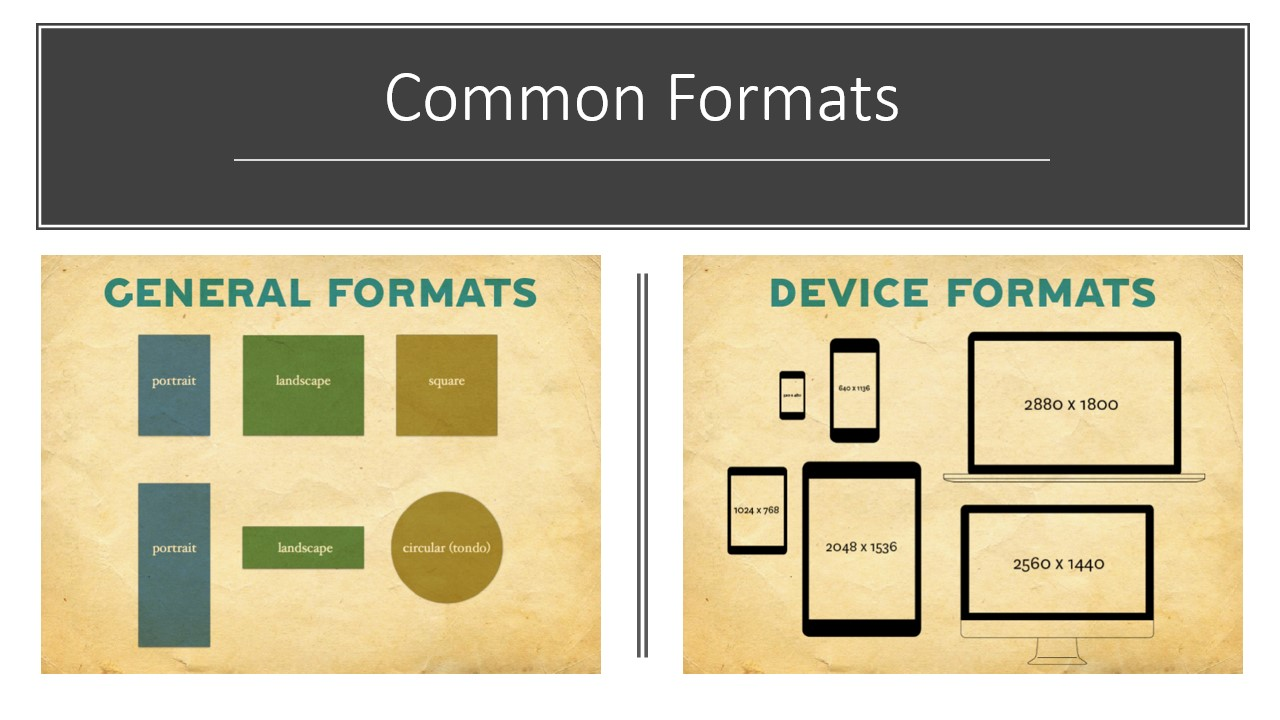 Common Formats
GENERAL FORMATS
portrait
landscape
square
portrait
landscape
circular (tondo)
DEVICE FORMATS
640 x 1136
2880 x 1800
1024 x 768
2048 x 1536
2560 x 1440